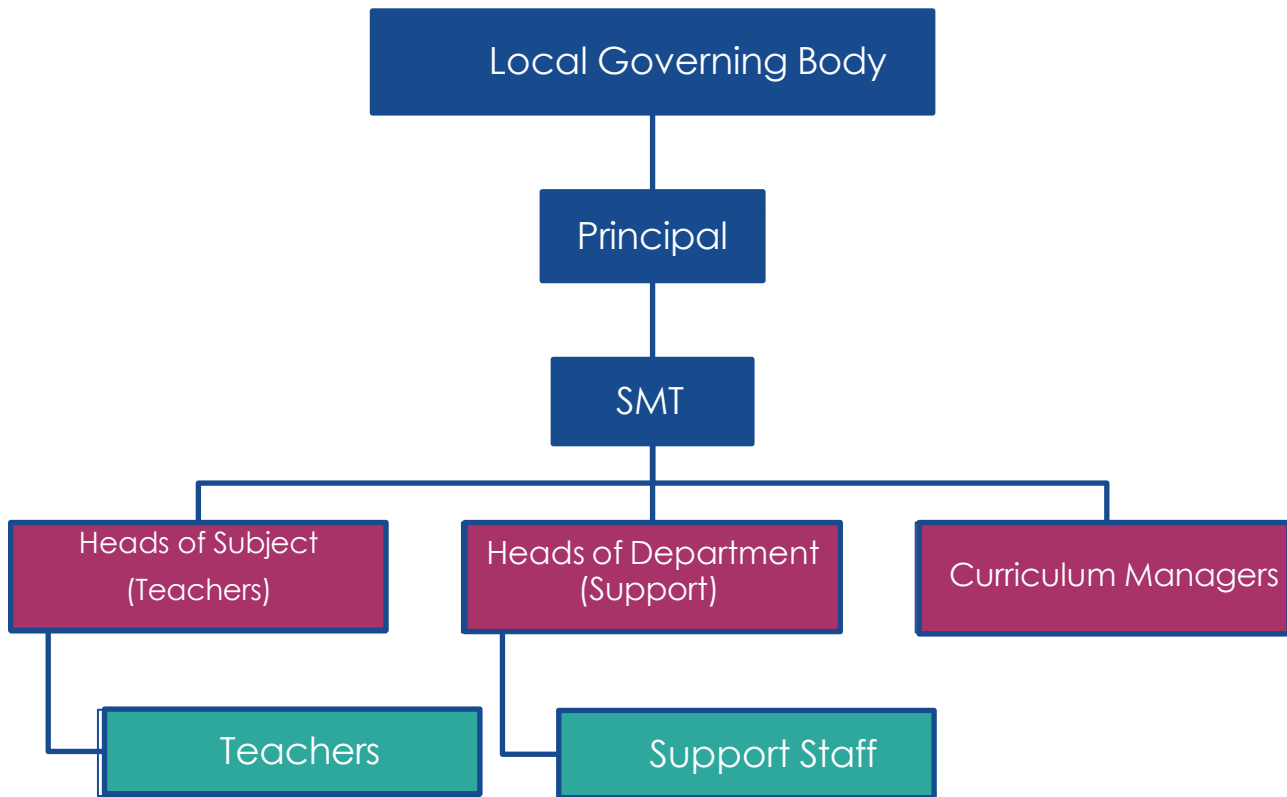 Local Governing Body
Principal
SMT
Heads of Subject
(Teachers)
Heads of Department
(Support)
Curriculum Managers
Teachers
Support Staff